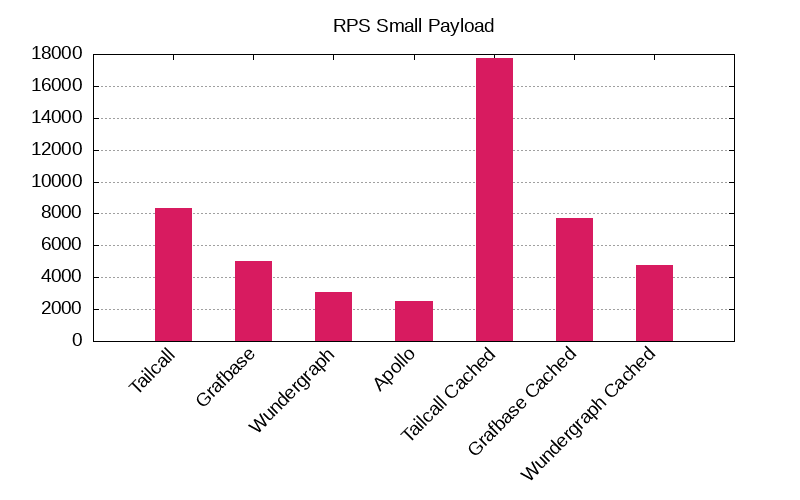 RPS Small Payload
18000
16000
14000
12000
10000
8000
6000
4000
2000
0
Tailcall
Grafbase
Wundergraph
Apollo
Tailcall Cached
Grafbase Cached
Wundergraph Cached